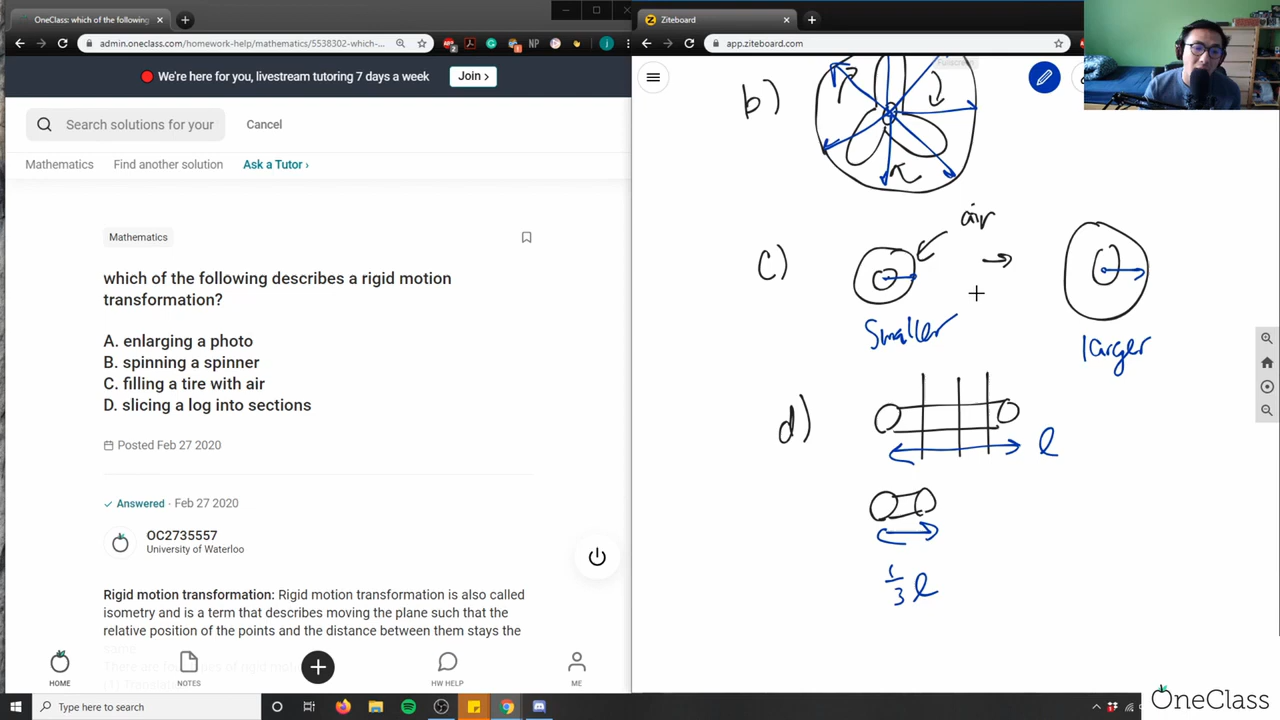 OneClass: which of the following
Ziteboard
admin.oneclass.com/homework-help/mathematics/5538302-which-...
app.ziteboard.com
We're here for you, livestream tutoring 7 days a week
Join ›
Search solutions for your
Cancel
Mathematics
Find another solution
Ask a Tutor ›
Mathematics
which of the following describes a rigid motion
transformation?
A. enlarging a photo
B. spinning a spinner
C. filling a tire with air
D. slicing a log into sections
Posted Feb 27 2020
Answered · Feb 27 2020
OC2735557
University of Waterloo
Rigid motion transformation: Rigid motion transformation is also called
isometry and is a term that describes moving the plane such that the
relative position of the points and the distance between them stays the
same.
HOME
NOTES
HW HELP
ME
Type here to search
Fullscreen
b)
c)
air
smaller
larger
d)
l
1/3 l
OneClass